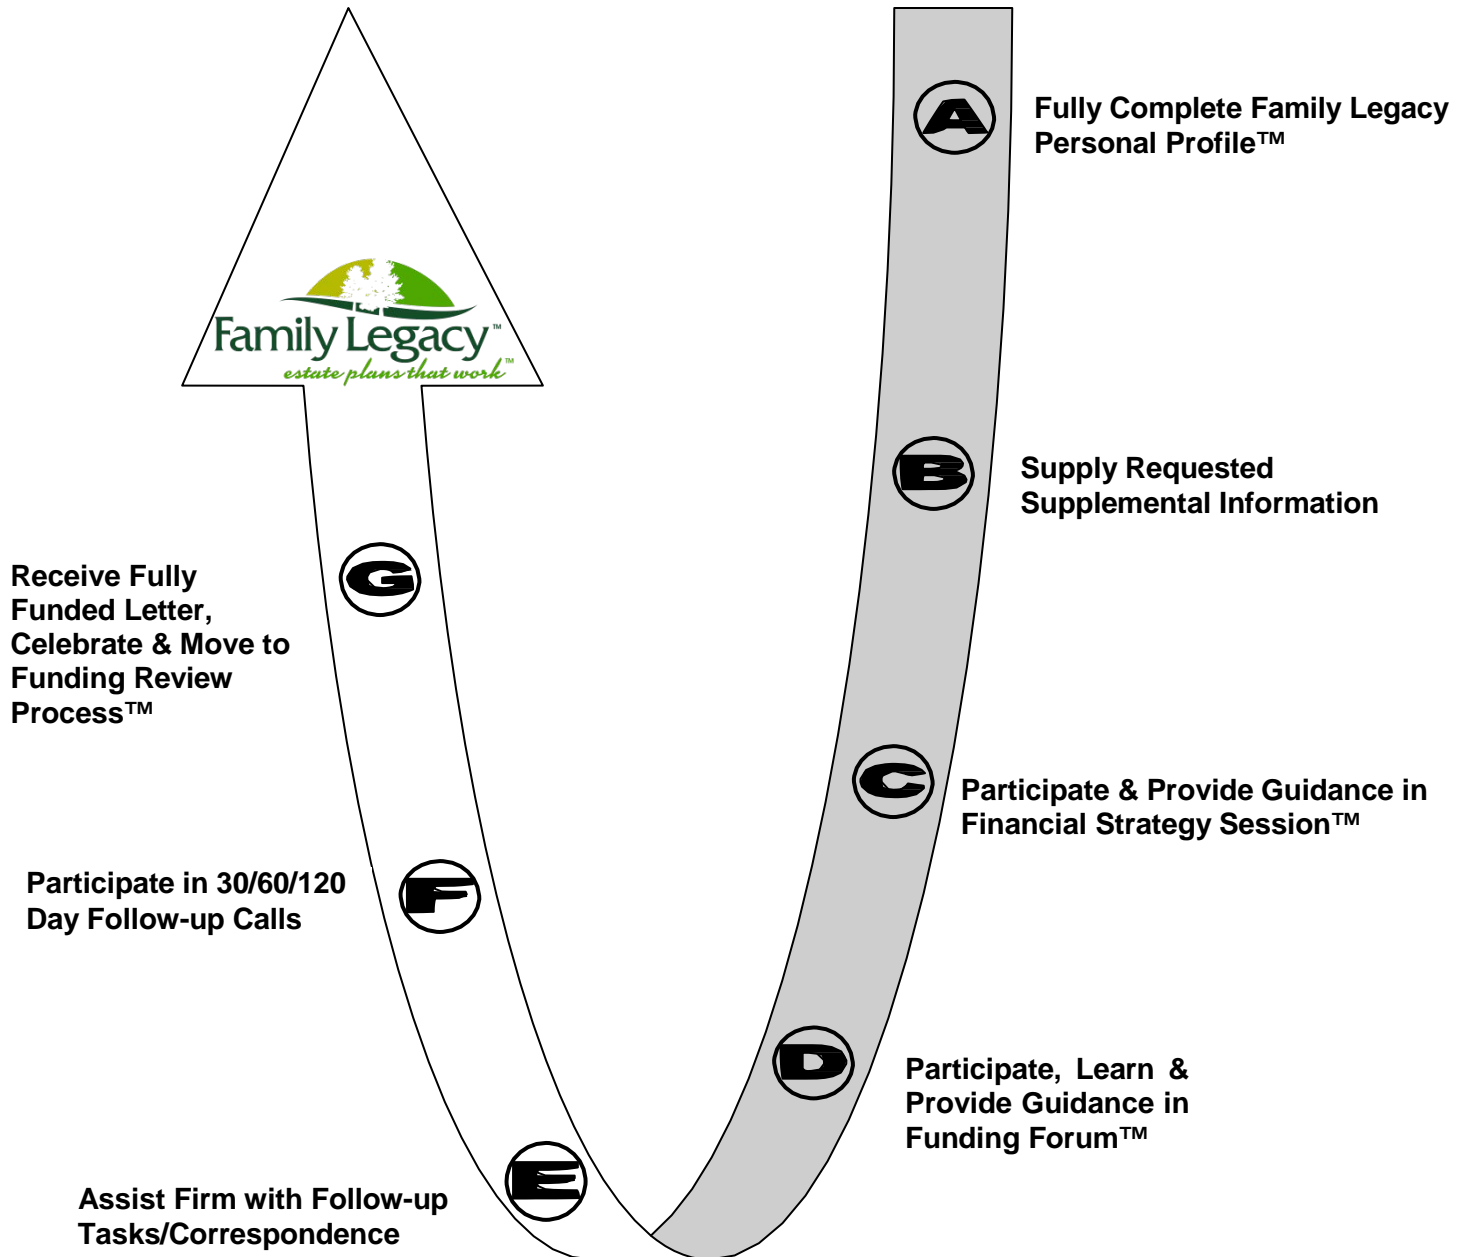 A
Fully Complete Family Legacy
Personal Profile™
B
Supply Requested
Supplemental Information
C
Participate & Provide Guidance in
Financial Strategy Session™
D
Participate, Learn &
Provide Guidance in
Funding Forum™
E
Assist Firm with Follow-up
Tasks/Correspondence
F
Participate in 30/60/120
Day Follow-up Calls
G
Receive Fully
Funded Letter,
Celebrate & Move to
Funding Review
Process™
Family Legacy™
estate plans that work™